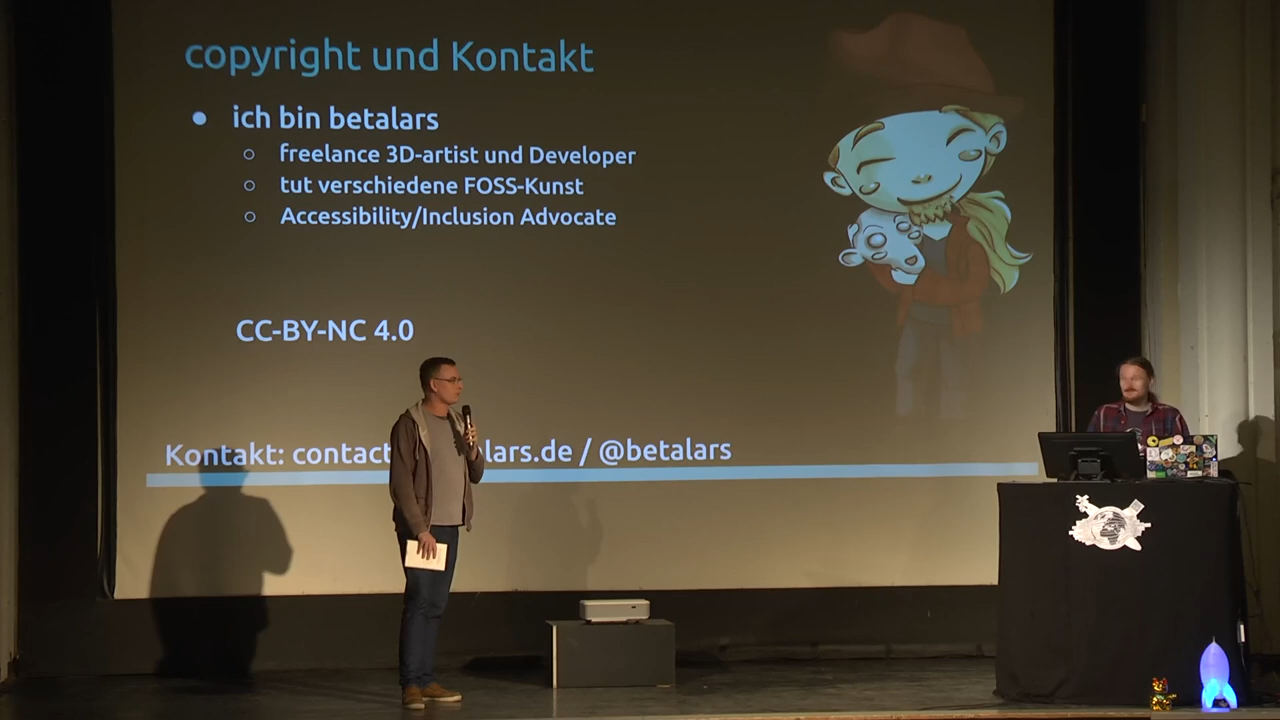 copyright und Kontakt
● ich bin betalars
○ freelance 3D-artist und Developer
○ tut verschiedene FOSS-Kunst
○ Accessibility/Inclusion Advocate
CC-BY-NC 4.0
Kontakt: contact lars.de / @betalars